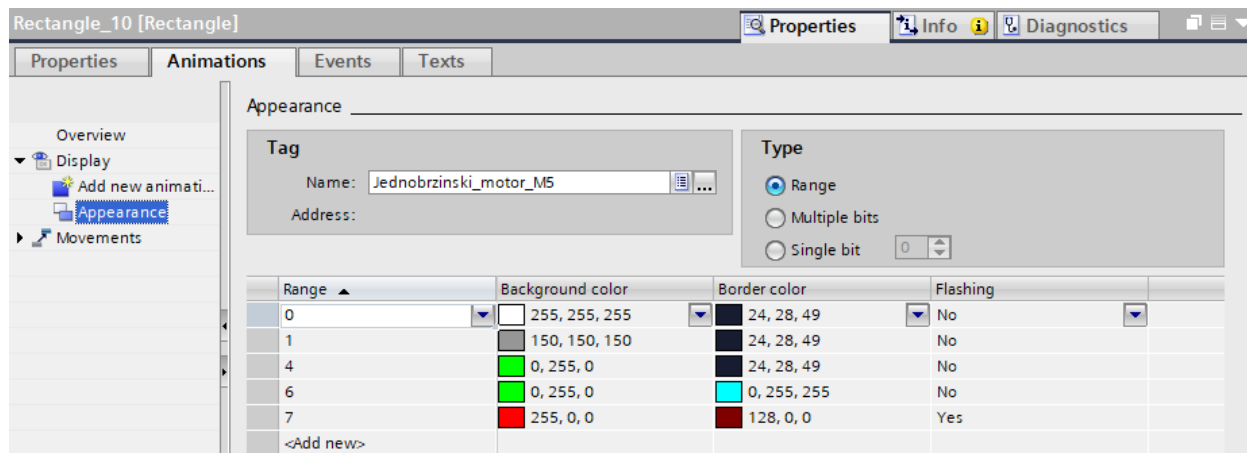 Rectangle_10 [Rectangle]
Properties Info Diagnostics
Properties Animations Events Texts
Appearance
Overview
Display
Add new animati...
Appearance
Movements
Tag
Name: Jednobrzinski_motor_M5 ...
Address:
Type
Range
Multiple bits
Single bit 0
Range Background color Border color Flashing
0 255, 255, 255 24, 28, 49 No
1 150, 150, 150 24, 28, 49 No
4 0, 255, 0 24, 28, 49 No
6 0, 255, 0 0, 255, 255 No
7 255, 0, 0 128, 0, 0 Yes
<Add new>